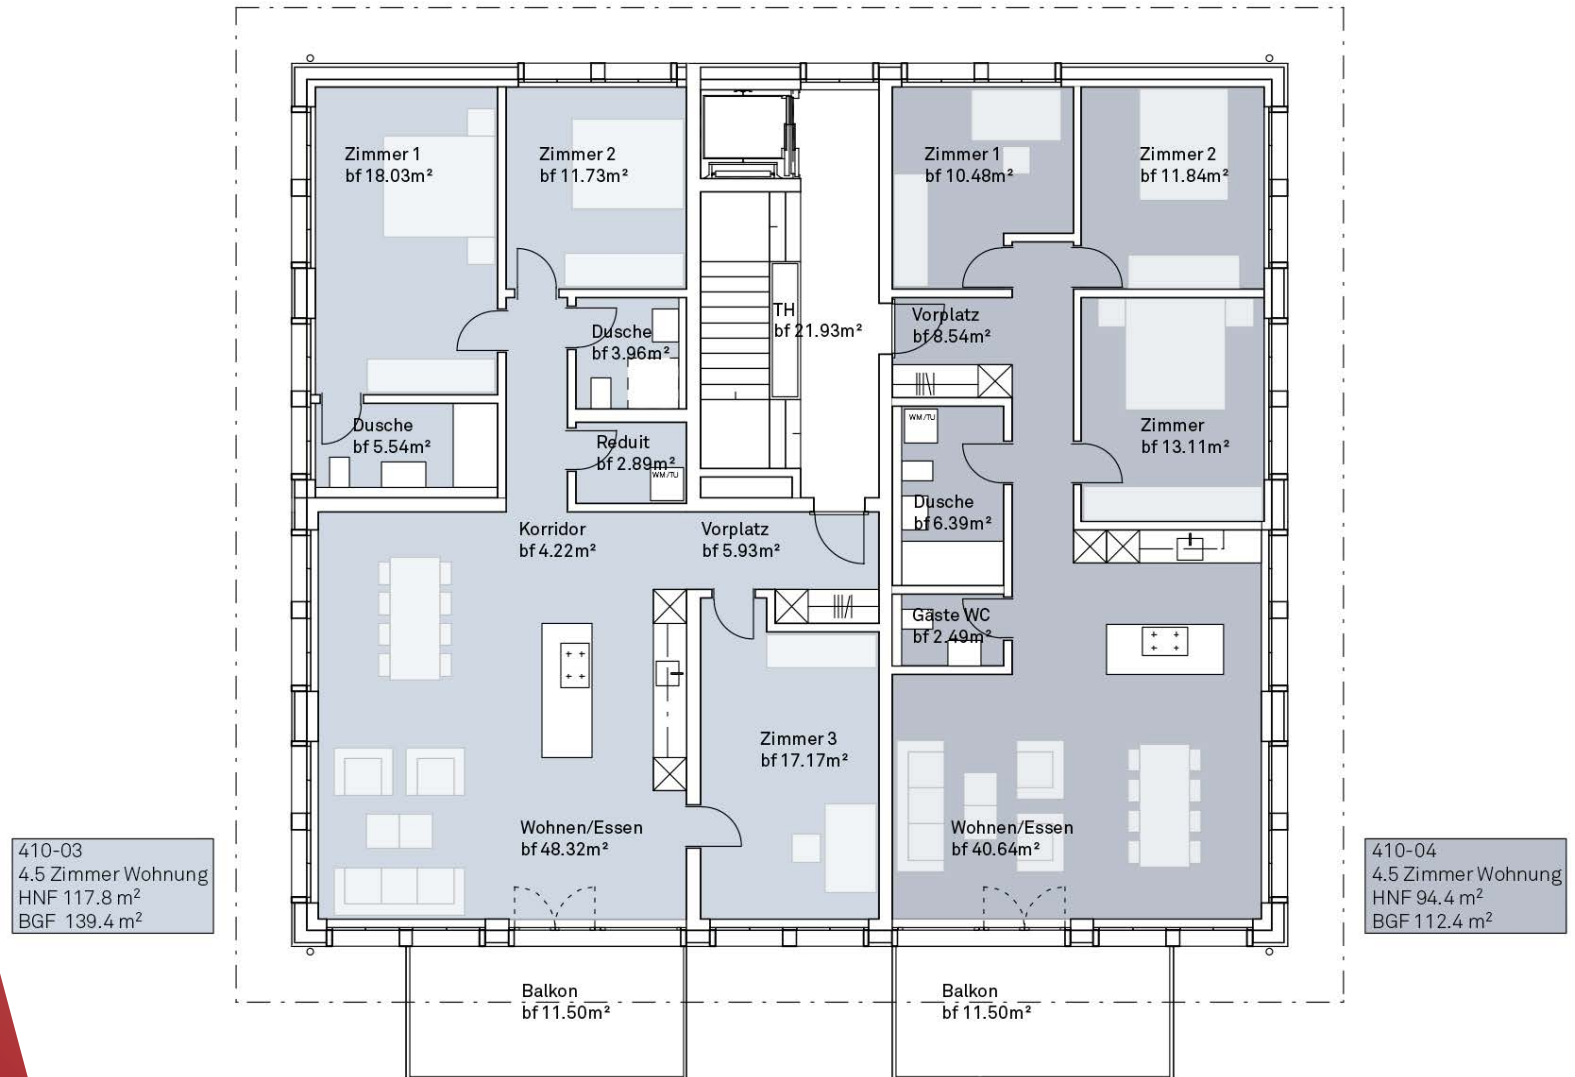 Zimmer 1
bf 18.03m²
Zimmer 2
bf 11.73m²
Zimmer 1
bf 10.48m²
Zimmer 2
bf 11.84m²
Dusche
bf 3.96m²
TH
bf 21.93m²
Vorplatz
bf 8.54m²
Dusche
bf 5.54m²
Reduit
bf 2.89m²
WM/TU
WM/TU
Zimmer
bf 13.11m²
Dusche
bf 6.39m²
Korridor
bf 4.22m²
Vorplatz
bf 5.93m²
Gäste WC
bf 2.49m²
Zimmer 3
bf 17.17m²
Wohnen/Essen
bf 48.32m²
Wohnen/Essen
bf 40.64m²
410-03
4.5 Zimmer Wohnung
HNF 117.8 m²
BGF 139.4 m²
410-04
4.5 Zimmer Wohnung
HNF 94.4 m²
BGF 112.4 m²
Balkon
bf 11.50m²
Balkon
bf 11.50m²